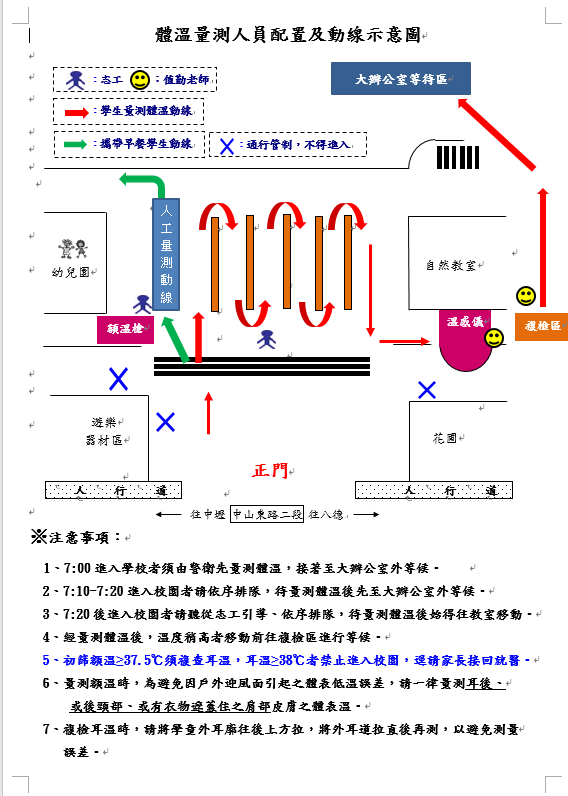 體溫量測人員配置及動線示意圖
：志工
：值勤老師
大辦公室等待區
：學生量測體溫動線
：攜帶早餐學生動線
：通行管制，不得進入
人工量測動線
幼兒園
自然教室
額溫槍
溫感儀
複檢區
遊樂
器材區
花圃
正門
人 行 道
人 行 道
往中壢 中山東路二段 往八德
※注意事項：
1、7:00 進入學校者須由警衛先量測體溫，接著至大辦公室外等候。
2、7:10-7:20 進入校園者請依序排隊，待量測體溫後先至大辦公室外等候。
3、7:20 後進入校園者請聽從志工引導、依序排隊，待量測體溫後始得往教室移動。
4、經量測體溫後，溫度稍高者移動前往複檢區進行等候。
5、初篩額溫≥37.5℃須複查耳溫，耳溫≥38℃者禁止進入校園，逕請家長接回就醫。
6、量測額溫時，為避免因戶外迎風面引起之體表低溫誤差，請一律量測耳後、
或後頸部、或有衣物遮蓋住之肩部皮膚之體表溫。
7、複檢耳溫時，請將學童外耳廓往後上方拉，將外耳道拉直後再測，以避免測量
誤差。